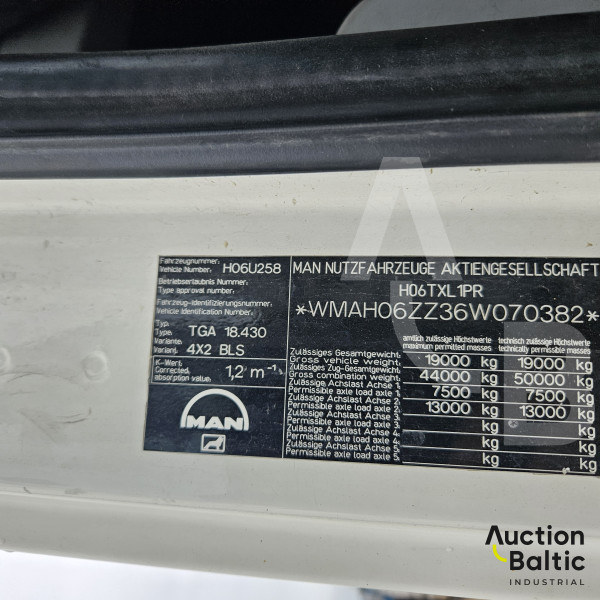 Fahrzeugnummer:
Vehicle Number: H06U258
Betriebserlaubnis Nummer:
Type approval number:
Fahrzeug-Identifizierungsnummer:
Vehicle Identification Number:
Typ:
Type: TGA 18.430
Variante:
Variant: 4X2 BLS
K-Wert:
Corrected absorption value: 1,2 m⁻¹
MAN
MAN NUTZFAHRZEUGE AKTIENGESELLSCHAFT
H06TXL1PR
*WMAH06ZZ36W070382*
amtlich zulässige Höchstwerte technisch zulässige Höchstwerte
maximum permitted masses technically permissible masses
Zulässiges Gesamtgewicht:
Gross vehicle weight: 19000 kg 19000 kg
Zulässiges Zug-Gesamtgewicht:
Gross combination weight: 44000 kg 50000 kg
Zulässige Achslast Achse 1:
Permissible axle load axle 1: 7500 kg 7500 kg
Zulässige Achslast Achse 2:
Permissible axle load axle 2: 13000 kg 13000 kg
Zulässige Achslast Achse 3:
Permissible axle load axle 3: kg kg
Zulässige Achslast Achse 4:
Permissible axle load axle 4: kg kg
Zulässige Achslast Achse 5:
Permissible axle load axle 5: kg kg
AB
Auction
Baltic
INDUSTRIAL